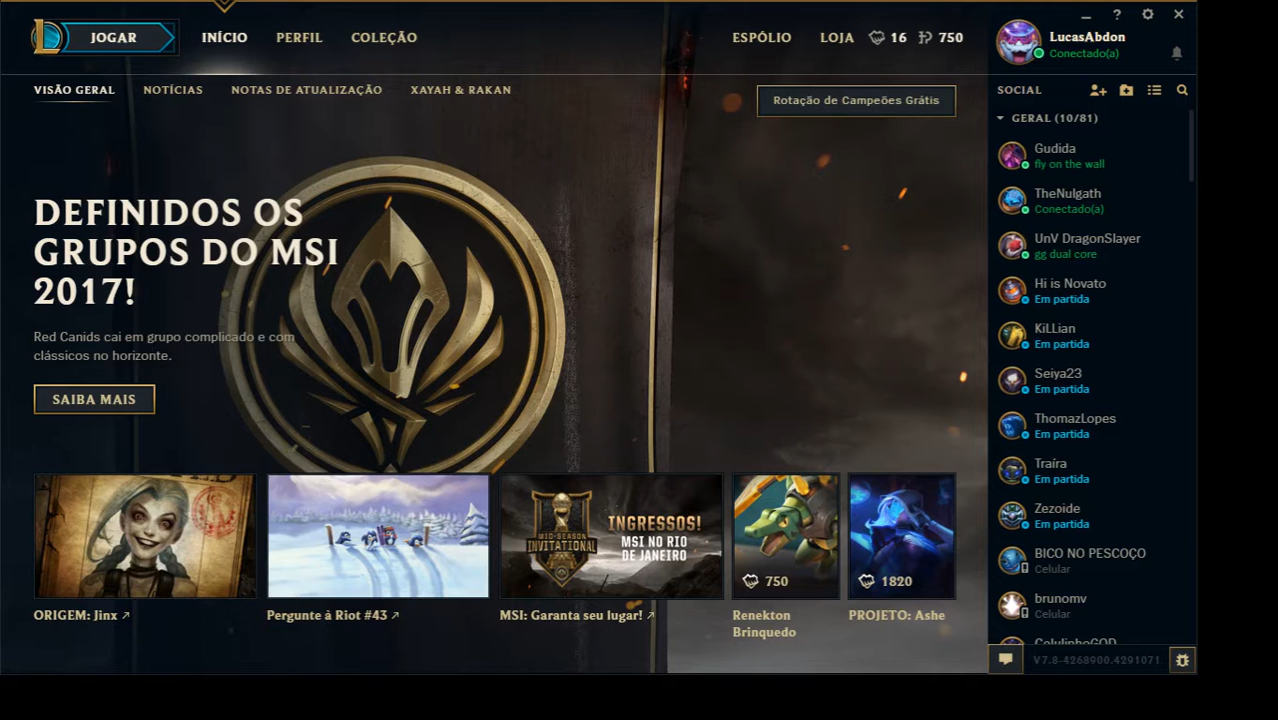 JOGAR
INÍCIO
PERFIL
COLEÇÃO
ESPÓLIO
LOJA
16
750
LucasAbdon
Conectado(a)
VISÃO GERAL
NOTÍCIAS
NOTAS DE ATUALIZAÇÃO
XAYAH & RAKAN
Rotação de Campeões Grátis
DEFINIDOS OS
GRUPOS DO MSI
2017!
Red Canids cai em grupo complicado e com
clássicos no horizonte.
SAIBA MAIS
MID-SEASON
INVITATIONAL
INGRESSOS!
MSI NO RIO
DE JANEIRO
750
1820
ORIGEM: Jinx
Pergunte à Riot #43
MSI: Garanta seu lugar!
Renekton
Brinquedo
PROJETO: Ashe
SOCIAL
GERAL (10/81)
Gudida
fly on the wall
TheNulgath
Conectado(a)
UnV DragonSlayer
gg dual core
Hi is Novato
Em partida
KiLLian
Em partida
Seiya23
Em partida
ThomazLopes
Em partida
Traíra
Em partida
Zezoide
Em partida
BICO NO PESCOÇO
Celular
brunomv
Celular
CelulinhoGOD
V7.8-4268900.4291071